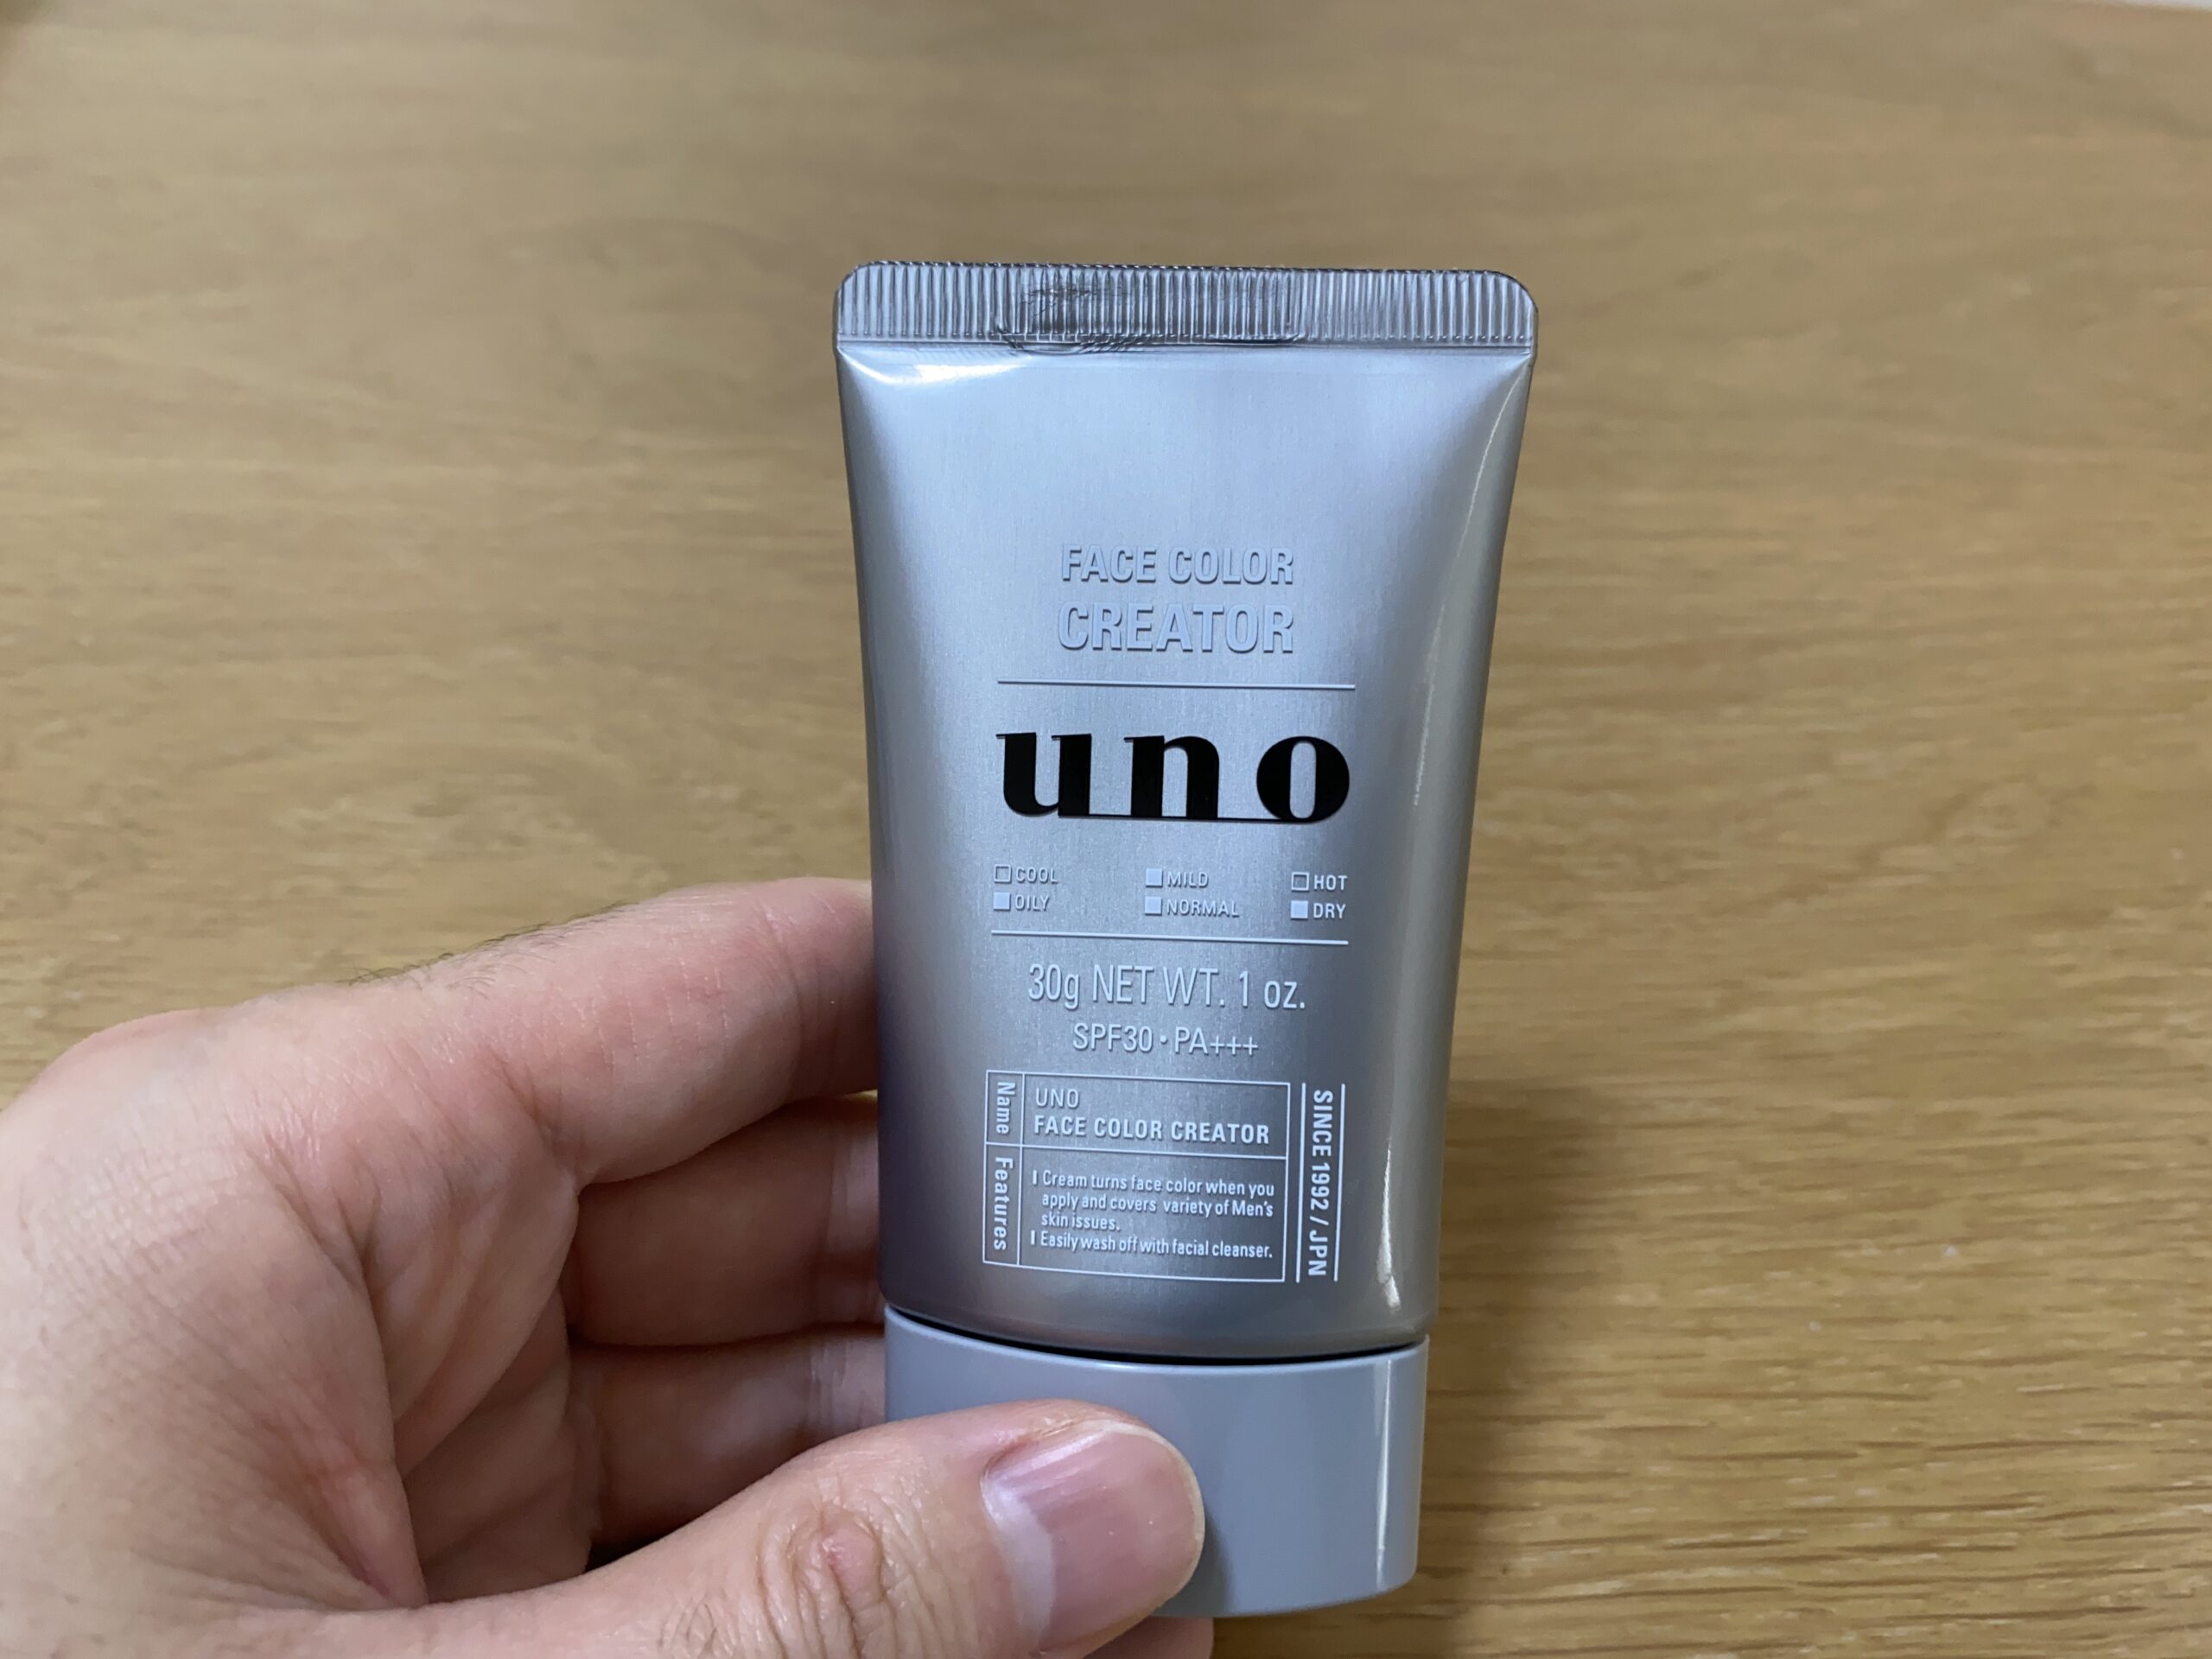 FACE COLOR
CREATOR
uno
COOL MILD HOT
OILY NORMAL DRY
30g NET WT. 1 oz.
SPF30・PA+++
Name
UNO
FACE COLOR CREATOR
Features
Cream turns face color when you
apply and covers variety of Men's
skin issues.
Easily wash off with facial cleanser.
SINCE 1992 / JPN